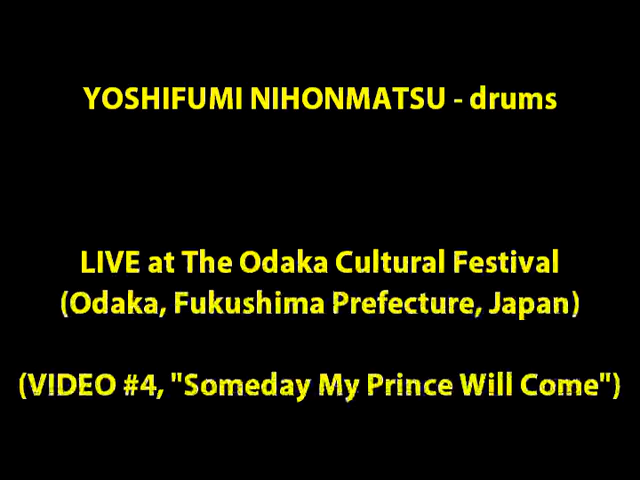 YOSHIFUMI NIHONMATSU - drums
LIVE at The Odaka Cultural Festival
(Odaka, Fukushima Prefecture, Japan)
(VIDEO #4, "Someday My Prince Will Come")